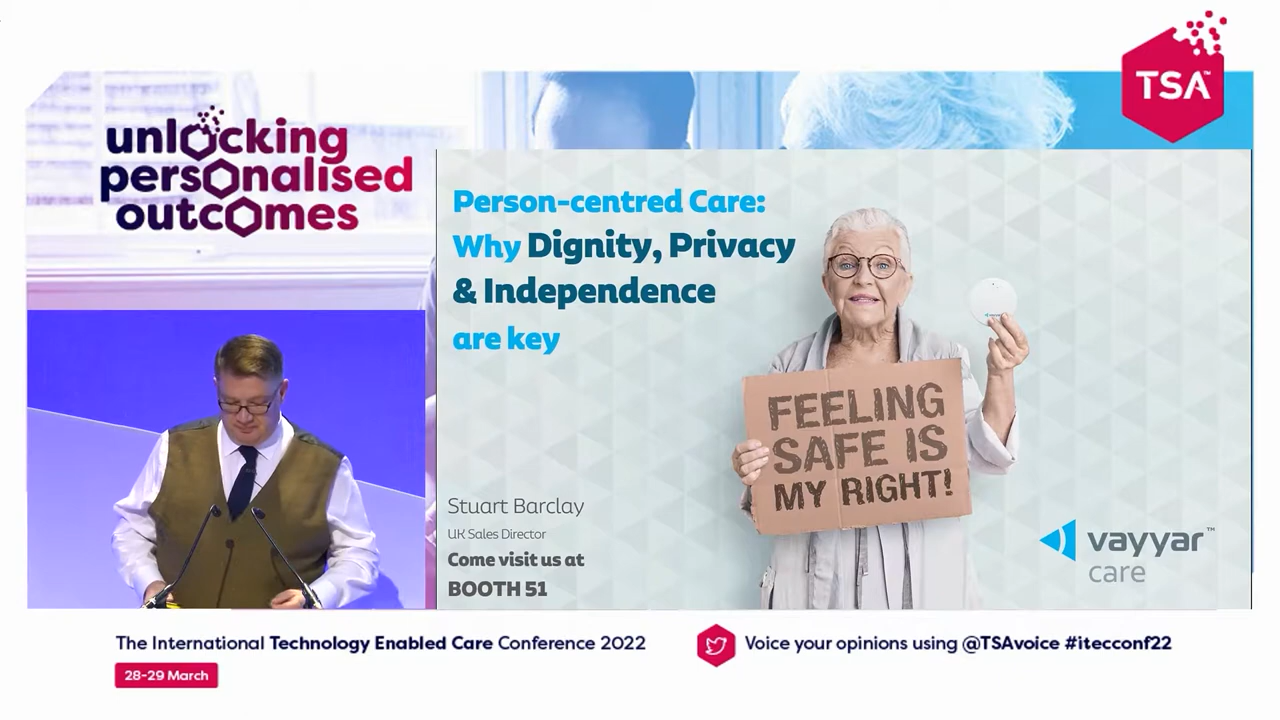 unlocking
personalised
outcomes
TSA™
Person-centred Care:
Why Dignity, Privacy
& Independence
are key
FEELING
SAFE IS
MY RIGHT!
Stuart Barclay
UK Sales Director
Come visit us at
BOOTH 51
vayyar™
care
The International Technology Enabled Care Conference 2022
28-29 March
Voice your opinions using @TSAvoice #itecconf22